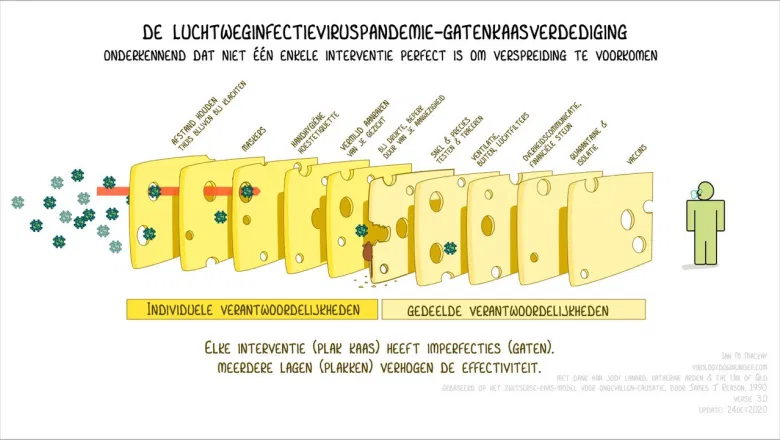 DE LUCHTWEGINFECTIEVIRUSPANDEMIE-GATENKAASVERDEDIGING
ONDERKENNEND DAT NIET ÉÉN ENKELE INTERVENTIE PERFECT IS OM VERSPREIDING TE VOORKOMEN
AFSTAND HOUDEN
THUIS BLIJVEN BIJ KLACHTEN
MASKERS
HANDHYGIËNE
HOESTETIQUETTE
VERMIJD AANRAKEN
VAN JE GEZICHT
BIJ DRUKTE, BEPERK
DUUR VAN JE AANWEZIGHEID
SNEL & PRECIES
TESTEN & TRACEREN
VENTILATIE,
BUITEN, LUCHTFILTERS
OVERHEIDSCOMMUNICATIE,
FINANCIËLE STEUN
QUARANTAINE &
ISOLATIE
VACCINS
INDIVIDUELE VERANTWOORDELIJKHEDEN
GEDEELDE VERANTWOORDELIJKHEDEN
ELKE INTERVENTIE (PLAK KAAS) HEEFT IMPERFECTIES (GATEN).
MEERDERE LAGEN (PLAKKEN) VERHOGEN DE EFFECTIVITEIT.
IAN M MACKAY
VIROLOGYDOWNUNDER.COM
MET DANK AAN JODY LANARD, KATHERINE ARDEN & THE UNI OF QLD
GEBASEERD OP HET ZWITSERSE-KAAS-MODEL VOOR ONGEVALLEN-CAUSATIE, DOOR JAMES T REASON, 1990
VERSIE 3.0
UPDATE: 24OCT2020